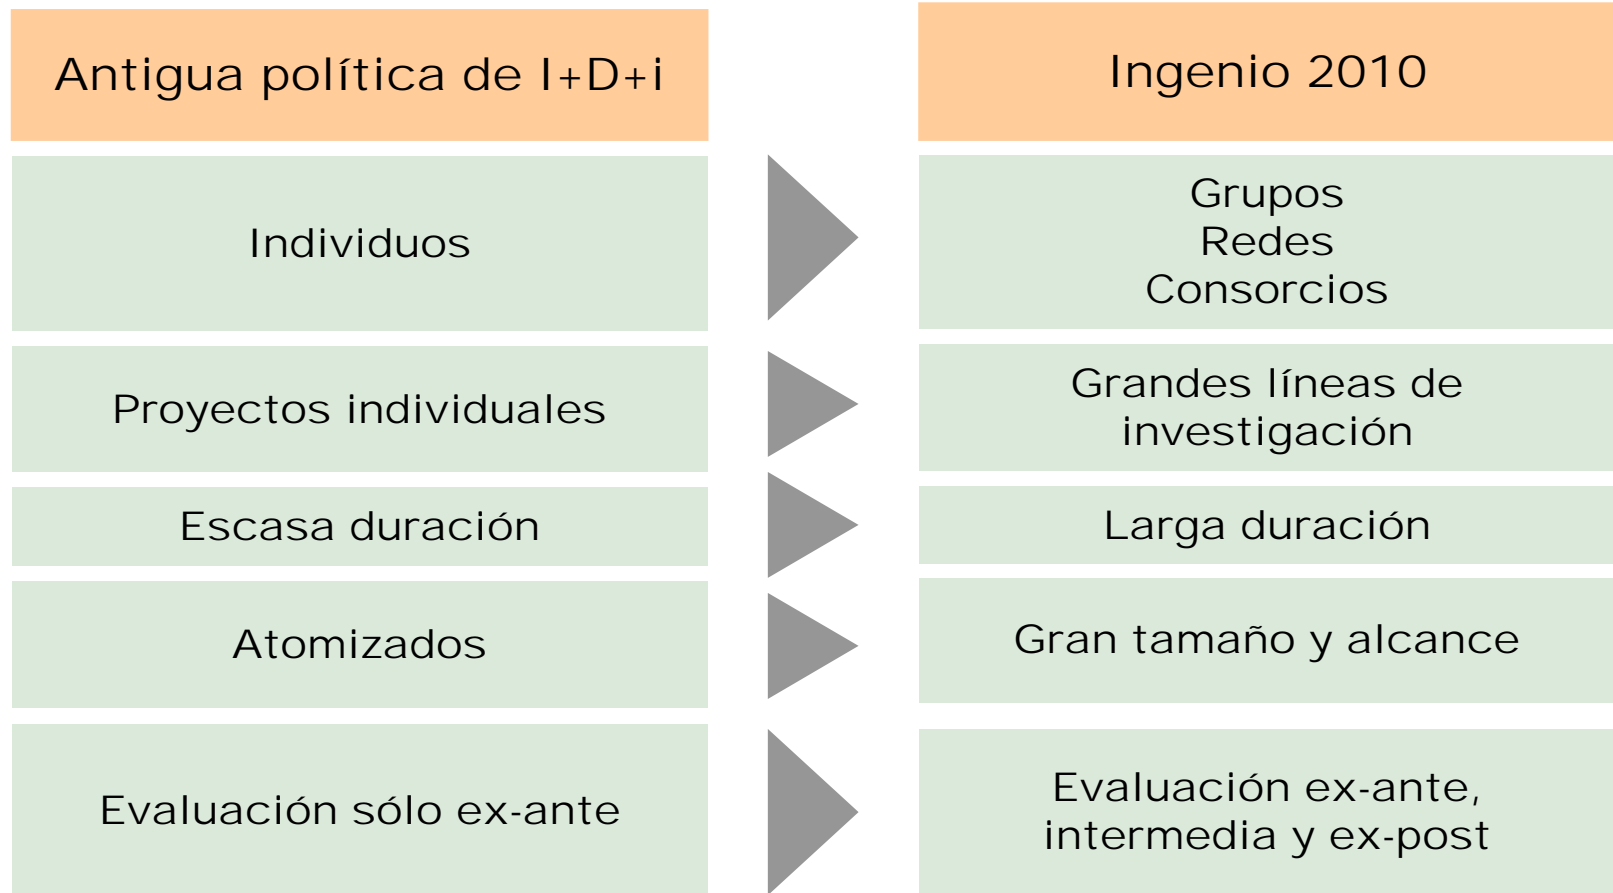 Antigua política de I+D+i
Ingenio 2010
Individuos
Grupos
Redes
Consorcios
Proyectos individuales
Grandes líneas de
investigación
Escasa duración
Larga duración
Atomizados
Gran tamaño y alcance
Evaluación sólo ex-ante
Evaluación ex-ante,
intermedia y ex-post